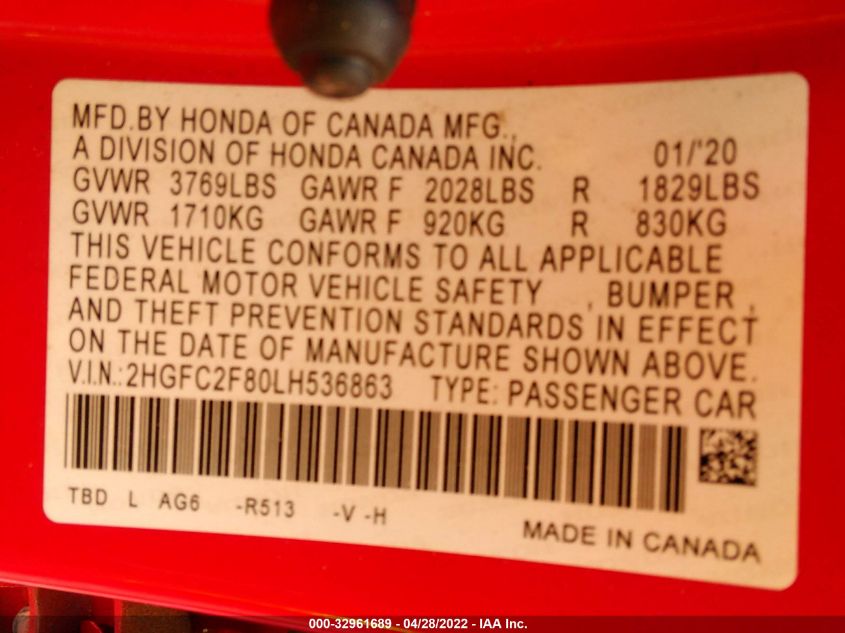 MFD.BY HONDA OF CANADA MFG.,
A DIVISION OF HONDA CANADA INC. 01/'20
GVWR 3769LBS GAWR F 2028LBS R 1829LBS
GVWR 1710KG GAWR F 920KG R 830KG
THIS VEHICLE CONFORMS TO ALL APPLICABLE
FEDERAL MOTOR VEHICLE SAFETY , BUMPER ,
AND THEFT PREVENTION STANDARDS IN EFFECT
ON THE DATE OF MANUFACTURE SHOWN ABOVE.
V.I.N.:2HGFC2F80LH536863 TYPE: PASSENGER CAR
TBD L AG6 -R513 -V -H
MADE IN CANADA
000-32961689 - 04/28/2022 - IAA Inc.